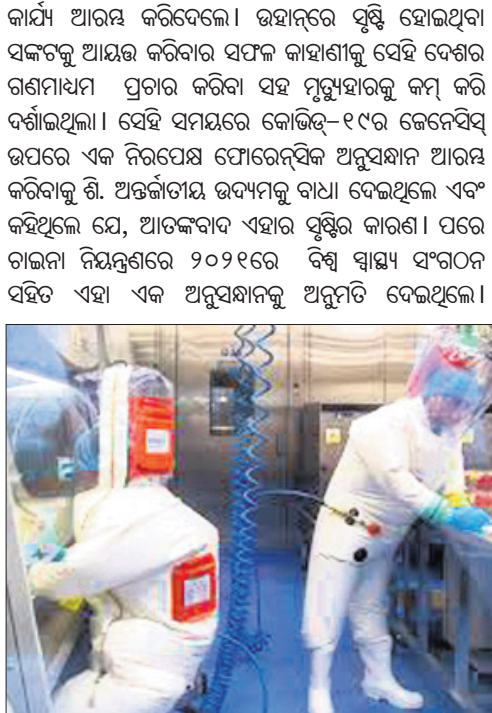 କାର୍ଯ୍ୟ ଆରମ୍ଭ କରିଦେଲେ। ଉହାନ୍‌ରେ ସୃଷ୍ଟି ହୋଇଥିବା
ସଙ୍କଟକୁ ଆୟତ୍ତ କରିବାର ସଫଳ କାହାଣୀକୁ ସେହି ଦେଶର
ଗଣମାଧ୍ୟମ ପ୍ରଚାର କରିବା ସହ ମୃତ୍ୟୁହାରକୁ କମ୍ କରି
ଦର୍ଶାଇଥିଲା। ସେହି ସମୟରେ କୋଭିଡ୍-୧୯ର ଜେନେସିସ୍
ଉପରେ ଏକ ନିରପେକ୍ଷ ଫୋରେନ୍‌ସିକ ଅନୁସନ୍ଧାନ ଆରମ୍ଭ
କରିବାକୁ ଶି. ଅନ୍ତର୍ଜାତୀୟ ଉଦ୍ୟମକୁ ବାଧା ଦେଇଥିଲେ ଏବଂ
କହିଥିଲେ ଯେ, ଆତଙ୍କବାଦ ଏହାର ସୃଷ୍ଟିର କାରଣ। ପରେ
ଚାଇନା ନିୟନ୍ତ୍ରଣରେ ୨୦୨୧ରେ ବିଶ୍ୱ ସ୍ୱାସ୍ଥ୍ୟ ସଂଗଠନ
ସହିତ ଏହା ଏକ ଅନୁସନ୍ଧାନକୁ ଅନୁମତି ଦେଇଥିଲେ।